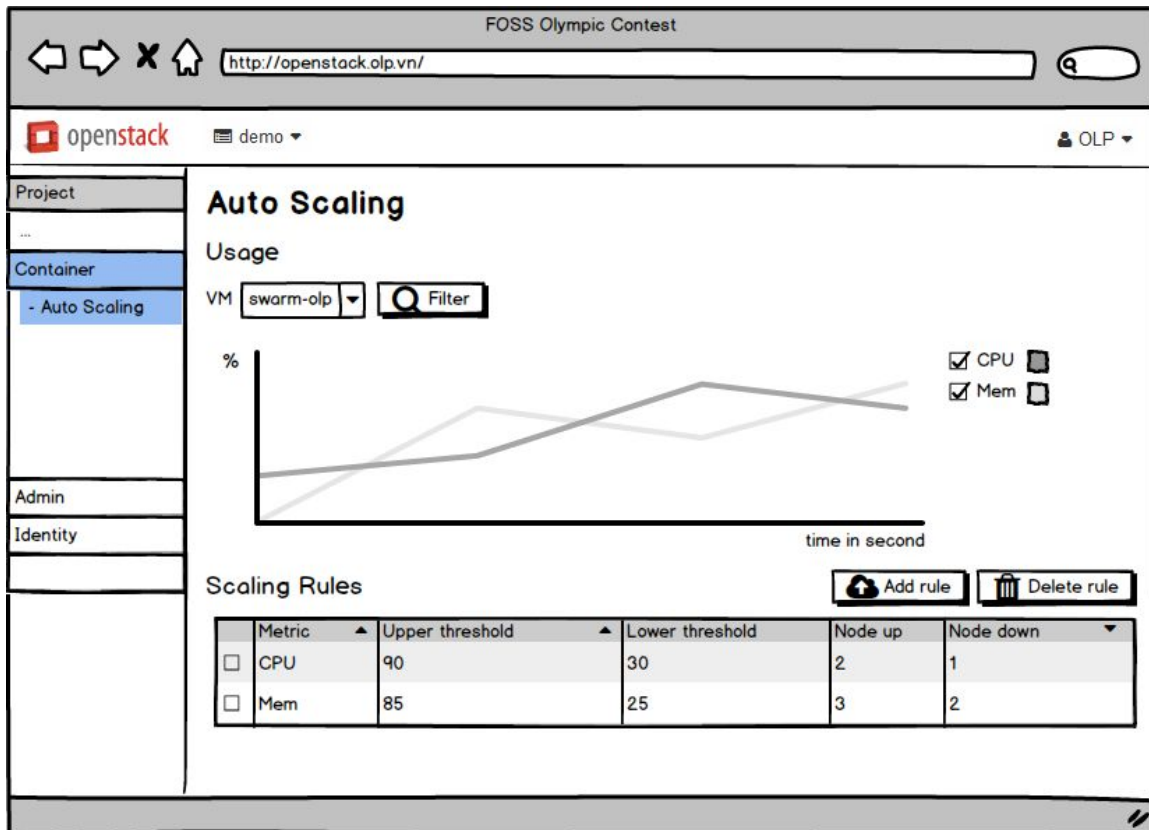 FOSS Olympic Contest
http://openstack.olp.vn/
openstack demo OLP
Project
...
Container
- Auto Scaling
Admin
Identity
Auto Scaling
Usage
VM swarm-olp Filter
%
CPU
Mem
time in second
Scaling Rules Add rule Delete rule
Metric Upper threshold Lower threshold Node up Node down
CPU 90 30 2 1
Mem 85 25 3 2